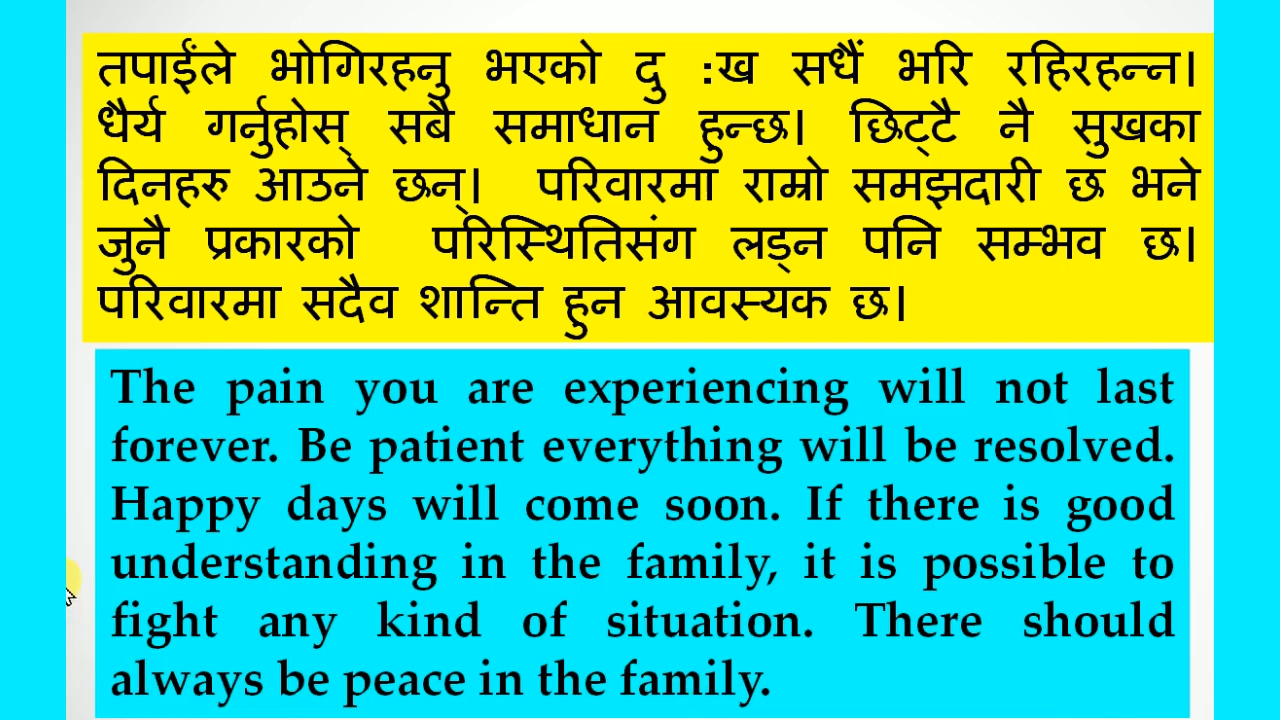 तपाईंले भोगिरहनु भएको दु :ख सधैं भरि रहिरहन्न।
धैर्य गर्नुहोस् सबै समाधान हुन्छ। छिट्टै नै सुखका
दिनहरु आउने छन्। परिवारमा राम्रो समझदारी छ भने
जुनै प्रकारको परिस्थितिसंग लड्न पनि सम्भव छ।
परिवारमा सदैव शान्ति हुन आवस्यक छ।
The pain you are experiencing will not last
forever. Be patient everything will be resolved.
Happy days will come soon. If there is good
understanding in the family, it is possible to
fight any kind of situation. There should
always be peace in the family.